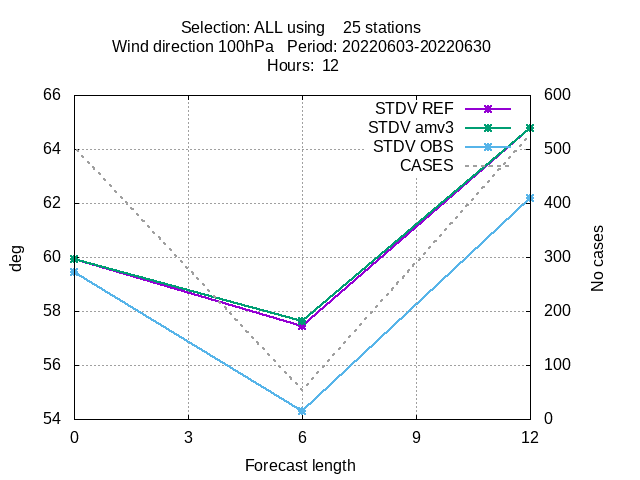 Selection: ALL using    25 stations
Wind direction 100hPa   Period: 20220603-20220630
Hours:  12
66 600
STDV REF
STDV amv3
64 500
STDV OBS
CASES
62 400
deg 60 300 No cases
58 200
56 100
54 0
0 3 6 9 12
Forecast length